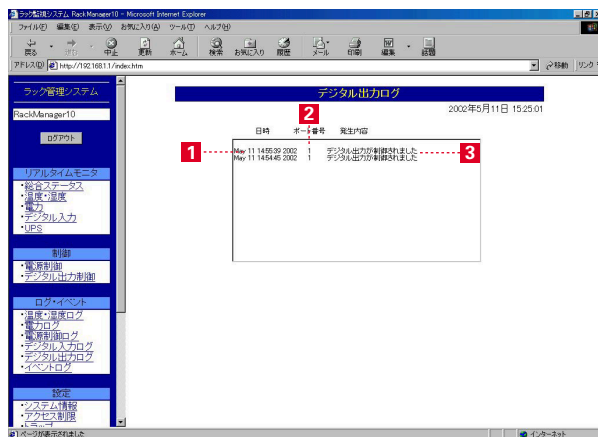 ラック監視システム RackManager10 - Microsoft Internet Explorer
ファイル(F) 編集(E) 表示(V) お気に入り(A) ツール(T) ヘルプ(H)
戻る 中止 更新 ホーム 検索 お気に入り 履歴 メール 印刷 編集 話題
アドレス(D) http://192.168.1.1/index.htm 移動 リンク
ラック管理システム
RackManager10
ログアウト
リアルタイムモニタ
・総合ステータス
・温度・湿度
・電力
・デジタル入力
・UPS
制御
・電源制御
・デジタル出力制御
ログ・イベント
・温度・湿度ログ
・電力ログ
・電源制御ログ
・デジタル入力ログ
・デジタル出力ログ
・イベントログ
設定
・システム情報
・アクセス制限
デジタル出力ログ
2002年5月11日 15:25:01
2
日時 ポート番号 発生内容
1
May 11 14:55:39 2002 1 デジタル出力が制御されました
3
May 11 14:54:45 2002 1 デジタル出力が制御されました
ページが表示されました インターネット